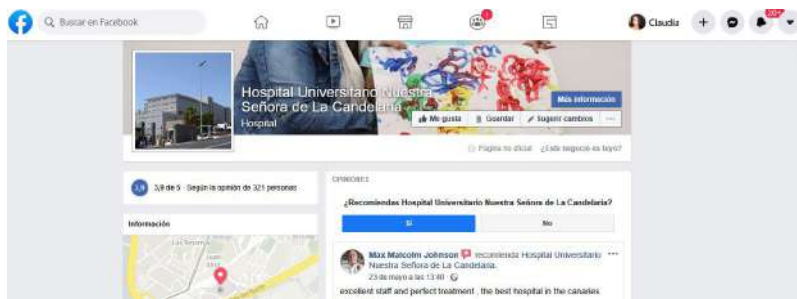 Buscar en Facebook
Claudia
Hospital Universitario Nuestra
Señora de La Candelaria
Hospital
Más información
Me gusta
Guardar
Sugerir cambios
Página no oficial
¿Este negocio es tuyo?
3,9
3,9 de 5 · Según la opinión de 321 personas
OPINIONES
¿Recomiendas Hospital Universitario Nuestra Señora de La Candelaria?
Sí
No
Información
Max Malcolm Johnson recomienda Hospital Universitario
Nuestra Señora de La Candelaria.
23 de mayo a las 13:40
excellent staff and perfect treatment , the best hospital in the canaries